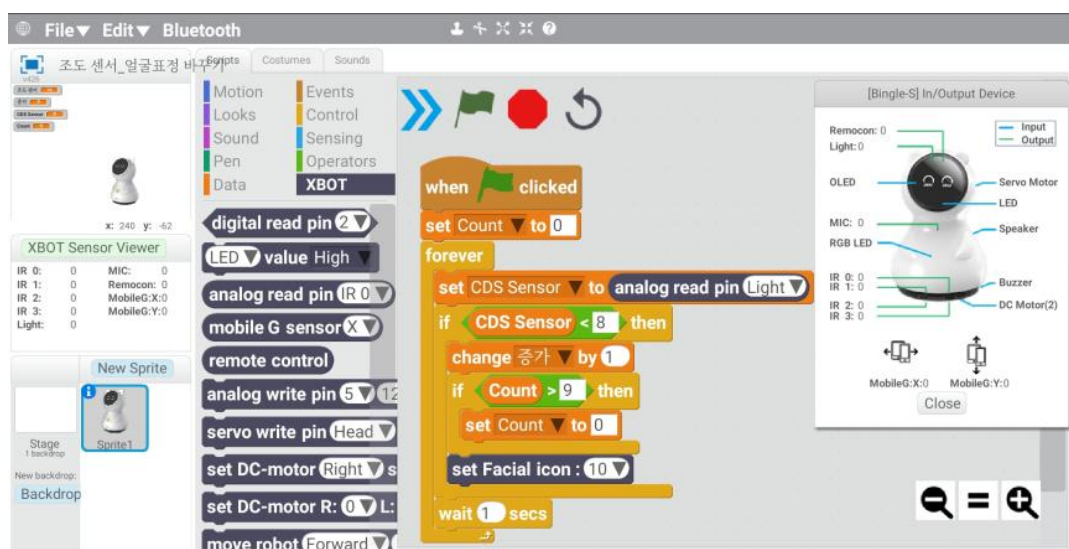 File▼ Edit▼ Bluetooth
조도 센서_얼굴표정 바꾸기
v426
CDS Sensor
Count
x: 240 y: -62
XBOT Sensor Viewer
IR 0: 0 MIC: 0
IR 1: 0 Remocon: 0
IR 2: 0 MobileG:X:0
IR 3: 0 MobileG:Y:0
Light: 0
New Sprite
Stage
1 backdrop
Sprite1
New backdrop:
Backdrop
Scripts Costumes Sounds
Motion Events
Looks Control
Sound Sensing
Pen Operators
Data XBOT
digital read pin 2
LED value High
analog read pin IR 0
mobile G sensor X
remote control
analog write pin 5 12
servo write pin Head
set DC-motor Right s
set DC-motor R: 0 L:
move robot Forward
when clicked
set Count to 0
forever
set CDS Sensor to analog read pin Light
if CDS Sensor < 8 then
change 증가 by 1
if Count > 9 then
set Count to 0
set Facial icon : 10
wait 1 secs
[Bingle-S] In/Output Device
Input
Output
Remocon: 0
Light: 0
OLED
Servo Motor
LED
MIC: 0
Speaker
RGB LED
IR 0: 0
IR 1: 0
Buzzer
IR 2: 0
IR 3: 0
DC Motor(2)
MobileG:X:0 MobileG:Y:0
Close